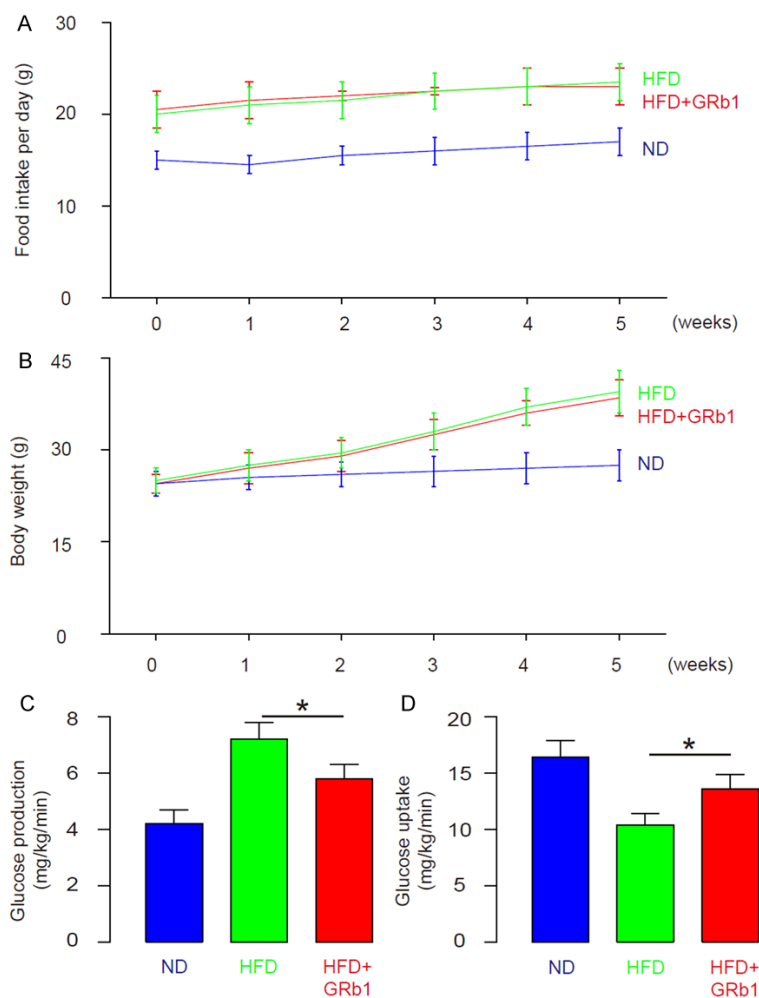 A
Food intake per day (g)
30
20
10
0
HFD
HFD+GRb1
ND
0 1 2 3 4 5 (weeks)
B
Body weight (g)
45
30
15
0
HFD
HFD+GRb1
ND
0 1 2 3 4 5 (weeks)
C
Glucose production
(mg/kg/min)
8
6
4
2
0
*
ND HFD HFD+
GRb1
D
Glucose uptake
(mg/kg/min)
20
15
10
5
0
*
ND HFD HFD+
GRb1